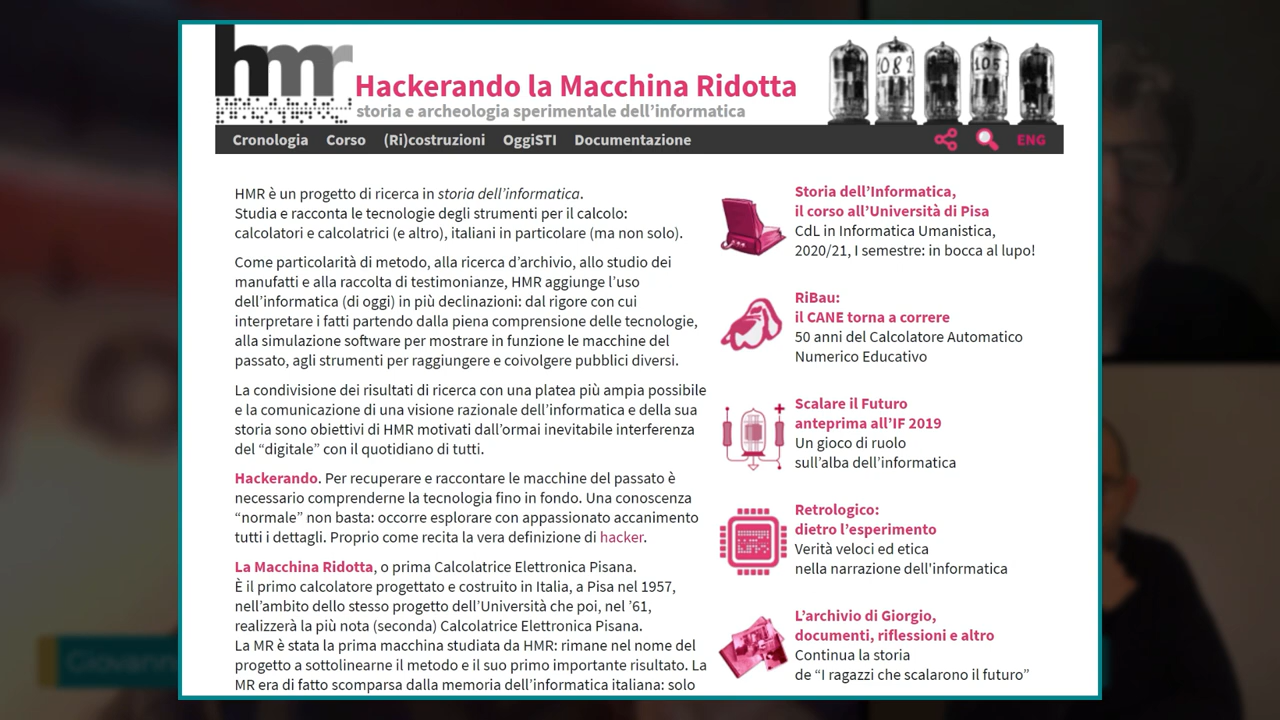 hmr
Hackerando la Macchina Ridotta
storia e archeologia sperimentale dell'informatica
1082
105
Cronologia Corso (Ri)costruzioni OggiSTI Documentazione ENG
HMR è un progetto di ricerca in storia dell'informatica.
Studia e racconta le tecnologie degli strumenti per il calcolo:
calcolatori e calcolatrici (e altro), italiani in particolare (ma non solo).
Come particolarità di metodo, alla ricerca d'archivio, allo studio dei
manufatti e alla raccolta di testimonianze, HMR aggiunge l'uso
dell'informatica (di oggi) in più declinazioni: dal rigore con cui
interpretare i fatti partendo dalla piena comprensione delle tecnologie,
alla simulazione software per mostrare in funzione le macchine del
passato, agli strumenti per raggiungere e coivolgere pubblici diversi.
La condivisione dei risultati di ricerca con una platea più ampia possibile
e la comunicazione di una visione razionale dell'informatica e della sua
storia sono obiettivi di HMR motivati dall'ormai inevitabile interferenza
del “digitale” con il quotidiano di tutti.
Hackerando. Per recuperare e raccontare le macchine del passato è
necessario comprenderne la tecnologia fino in fondo. Una conoscenza
“normale” non basta: occorre esplorare con appassionato accanimento
tutti i dettagli. Proprio come recita la vera definizione di hacker.
La Macchina Ridotta, o prima Calcolatrice Elettronica Pisana.
È il primo calcolatore progettato e costruito in Italia, a Pisa nel 1957,
nell'ambito dello stesso progetto dell'Università che poi, nel '61,
realizzerà la più nota (seconda) Calcolatrice Elettronica Pisana.
La MR è stata la prima macchina studiata da HMR: rimane nel nome del
progetto a sottolinearne il metodo e il suo primo importante risultato. La
MR era di fatto scomparsa dalla memoria dell'informatica italiana: solo
Storia dell'Informatica,
il corso all'Università di Pisa
CdL in Informatica Umanistica,
2020/21, I semestre: in bocca al lupo!
RiBau:
il CANE torna a correre
50 anni del Calcolatore Automatico
Numerico Educativo
Scalare il Futuro
anteprima all'IF 2019
Un gioco di ruolo
sull'alba dell'informatica
Retrologico:
dietro l'esperimento
Verità veloci ed etica
nella narrazione dell'informatica
L'archivio di Giorgio,
documenti, riflessioni e altro
Continua la storia
de “I ragazzi che scalarono il futuro”
Giovann